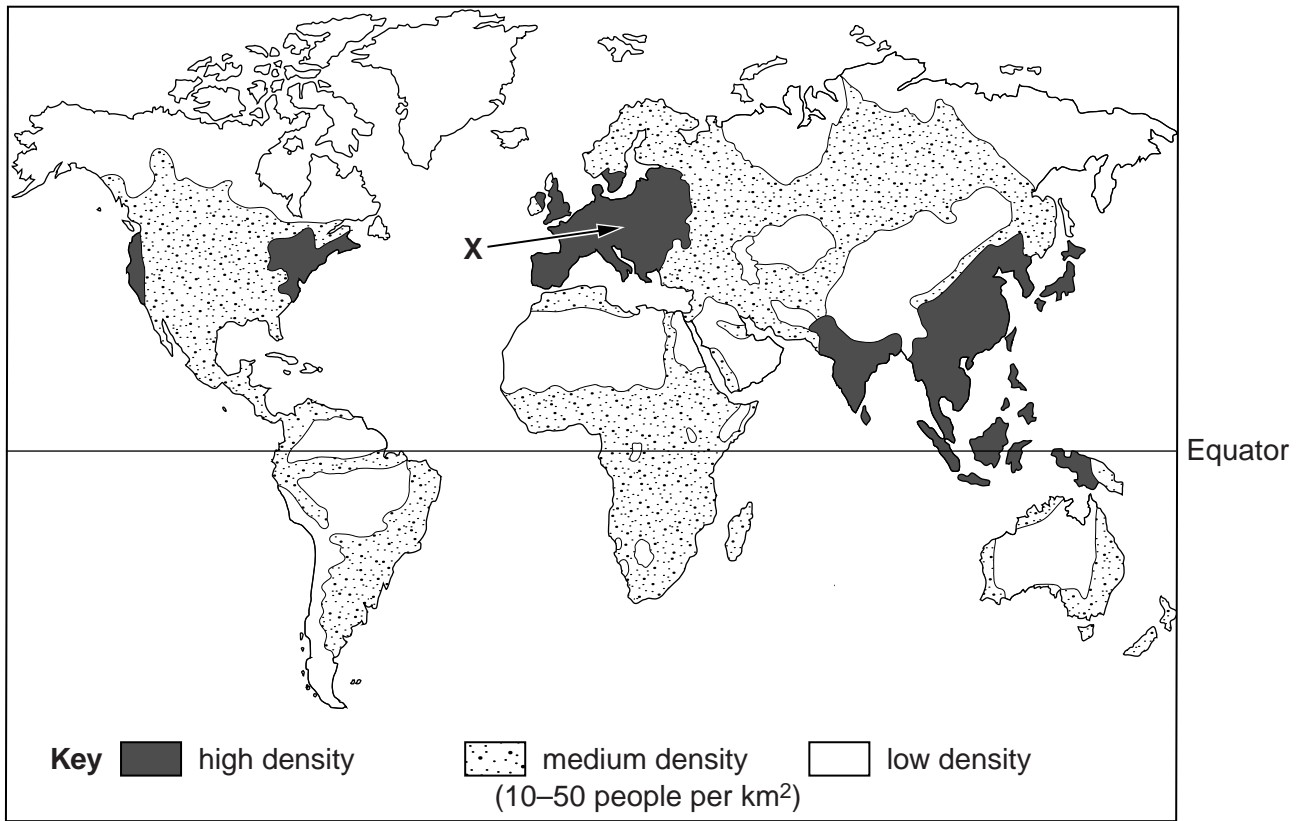 X
Equator
Key high density medium density low density
(10–50 people per km²)